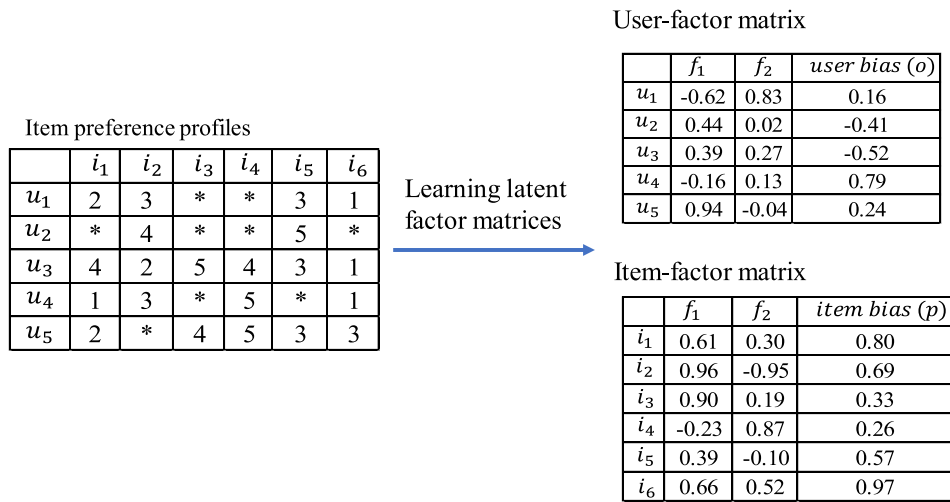 Item preference profiles
i₁ i₂ i₃ i₄ i₅ i₆
u₁ 2 3 * * 3 1
u₂ * 4 * * 5 *
u₃ 4 2 5 4 3 1
u₄ 1 3 * 5 * 1
u₅ 2 * 4 5 3 3
Learning latent
factor matrices
User-factor matrix
f₁ f₂ user bias (o)
u₁ -0.62 0.83 0.16
u₂ 0.44 0.02 -0.41
u₃ 0.39 0.27 -0.52
u₄ -0.16 0.13 0.79
u₅ 0.94 -0.04 0.24
Item-factor matrix
f₁ f₂ item bias (p)
i₁ 0.61 0.30 0.80
i₂ 0.96 -0.95 0.69
i₃ 0.90 0.19 0.33
i₄ -0.23 0.87 0.26
i₅ 0.39 -0.10 0.57
i₆ 0.66 0.52 0.97